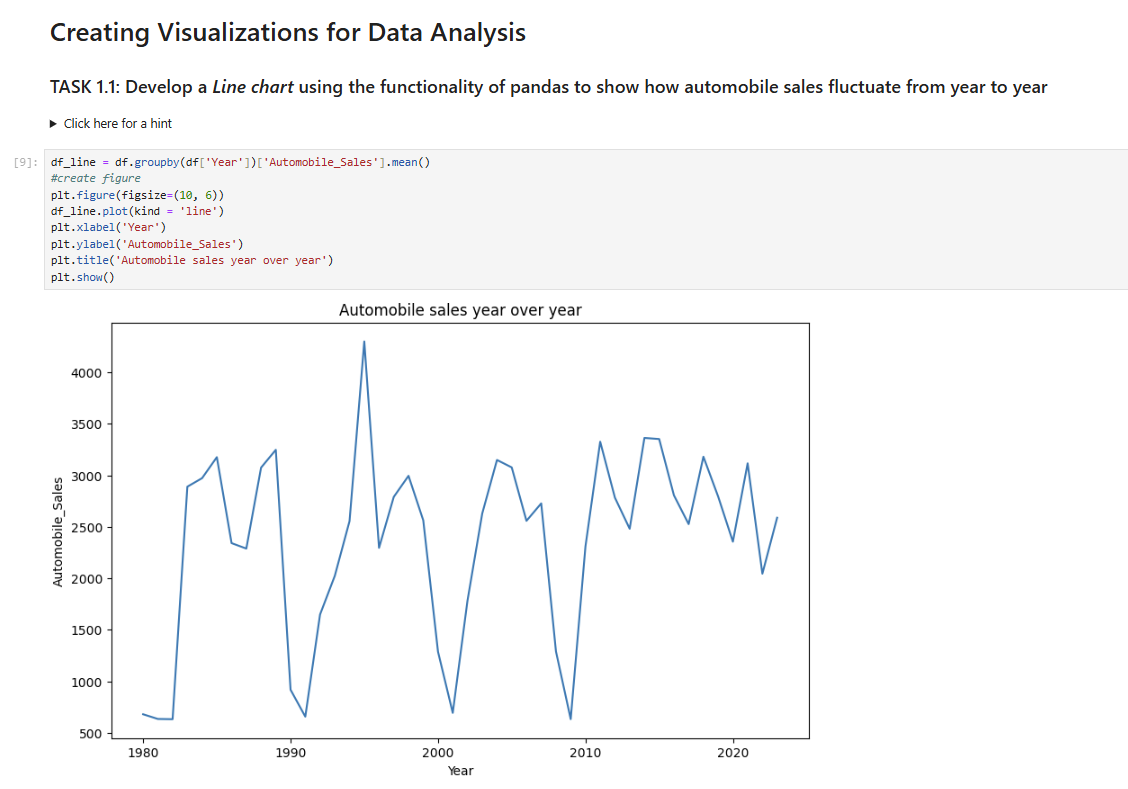 Creating Visualizations for Data Analysis
TASK 1.1: Develop a Line chart using the functionality of pandas to show how automobile sales fluctuate from year to year
▶ Click here for a hint
[9]:
df_line = df.groupby(df['Year'])['Automobile_Sales'].mean()
#create figure
plt.figure(figsize=(10, 6))
df_line.plot(kind = 'line')
plt.xlabel('Year')
plt.ylabel('Automobile_Sales')
plt.title('Automobile sales year over year')
plt.show()
Automobile sales year over year
Automobile_Sales
4000
3500
3000
2500
2000
1500
1000
500
1980 1990 2000 2010 2020
Year